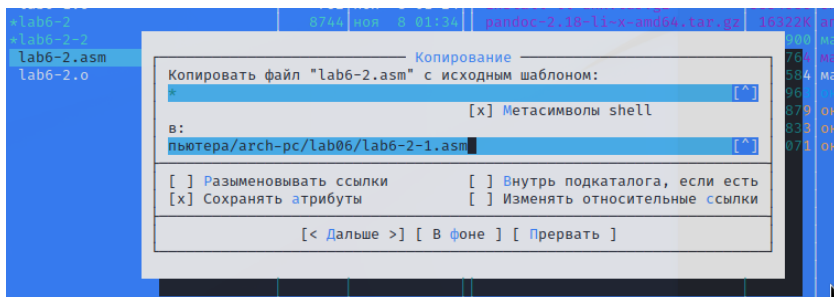 *lab6-2 8744 ноя 8 01:34 pandoc-2.18-li-x-amd64.tar.gz 16322K
*lab6-2-2
lab6-2.asm
lab6-2.o
Копирование
Копировать файл "lab6-2.asm" с исходным шаблоном:
* [^]
[x] Метасимволы shell
в:
пьютера/arch-pc/lab06/lab6-2-1.asm [^]
[ ] Разыменовывать ссылки [ ] Внутрь подкаталога, если есть
[x] Сохранять атрибуты [ ] Изменять относительные ссылки
[< Дальше >] [ В фоне ] [ Прервать ]